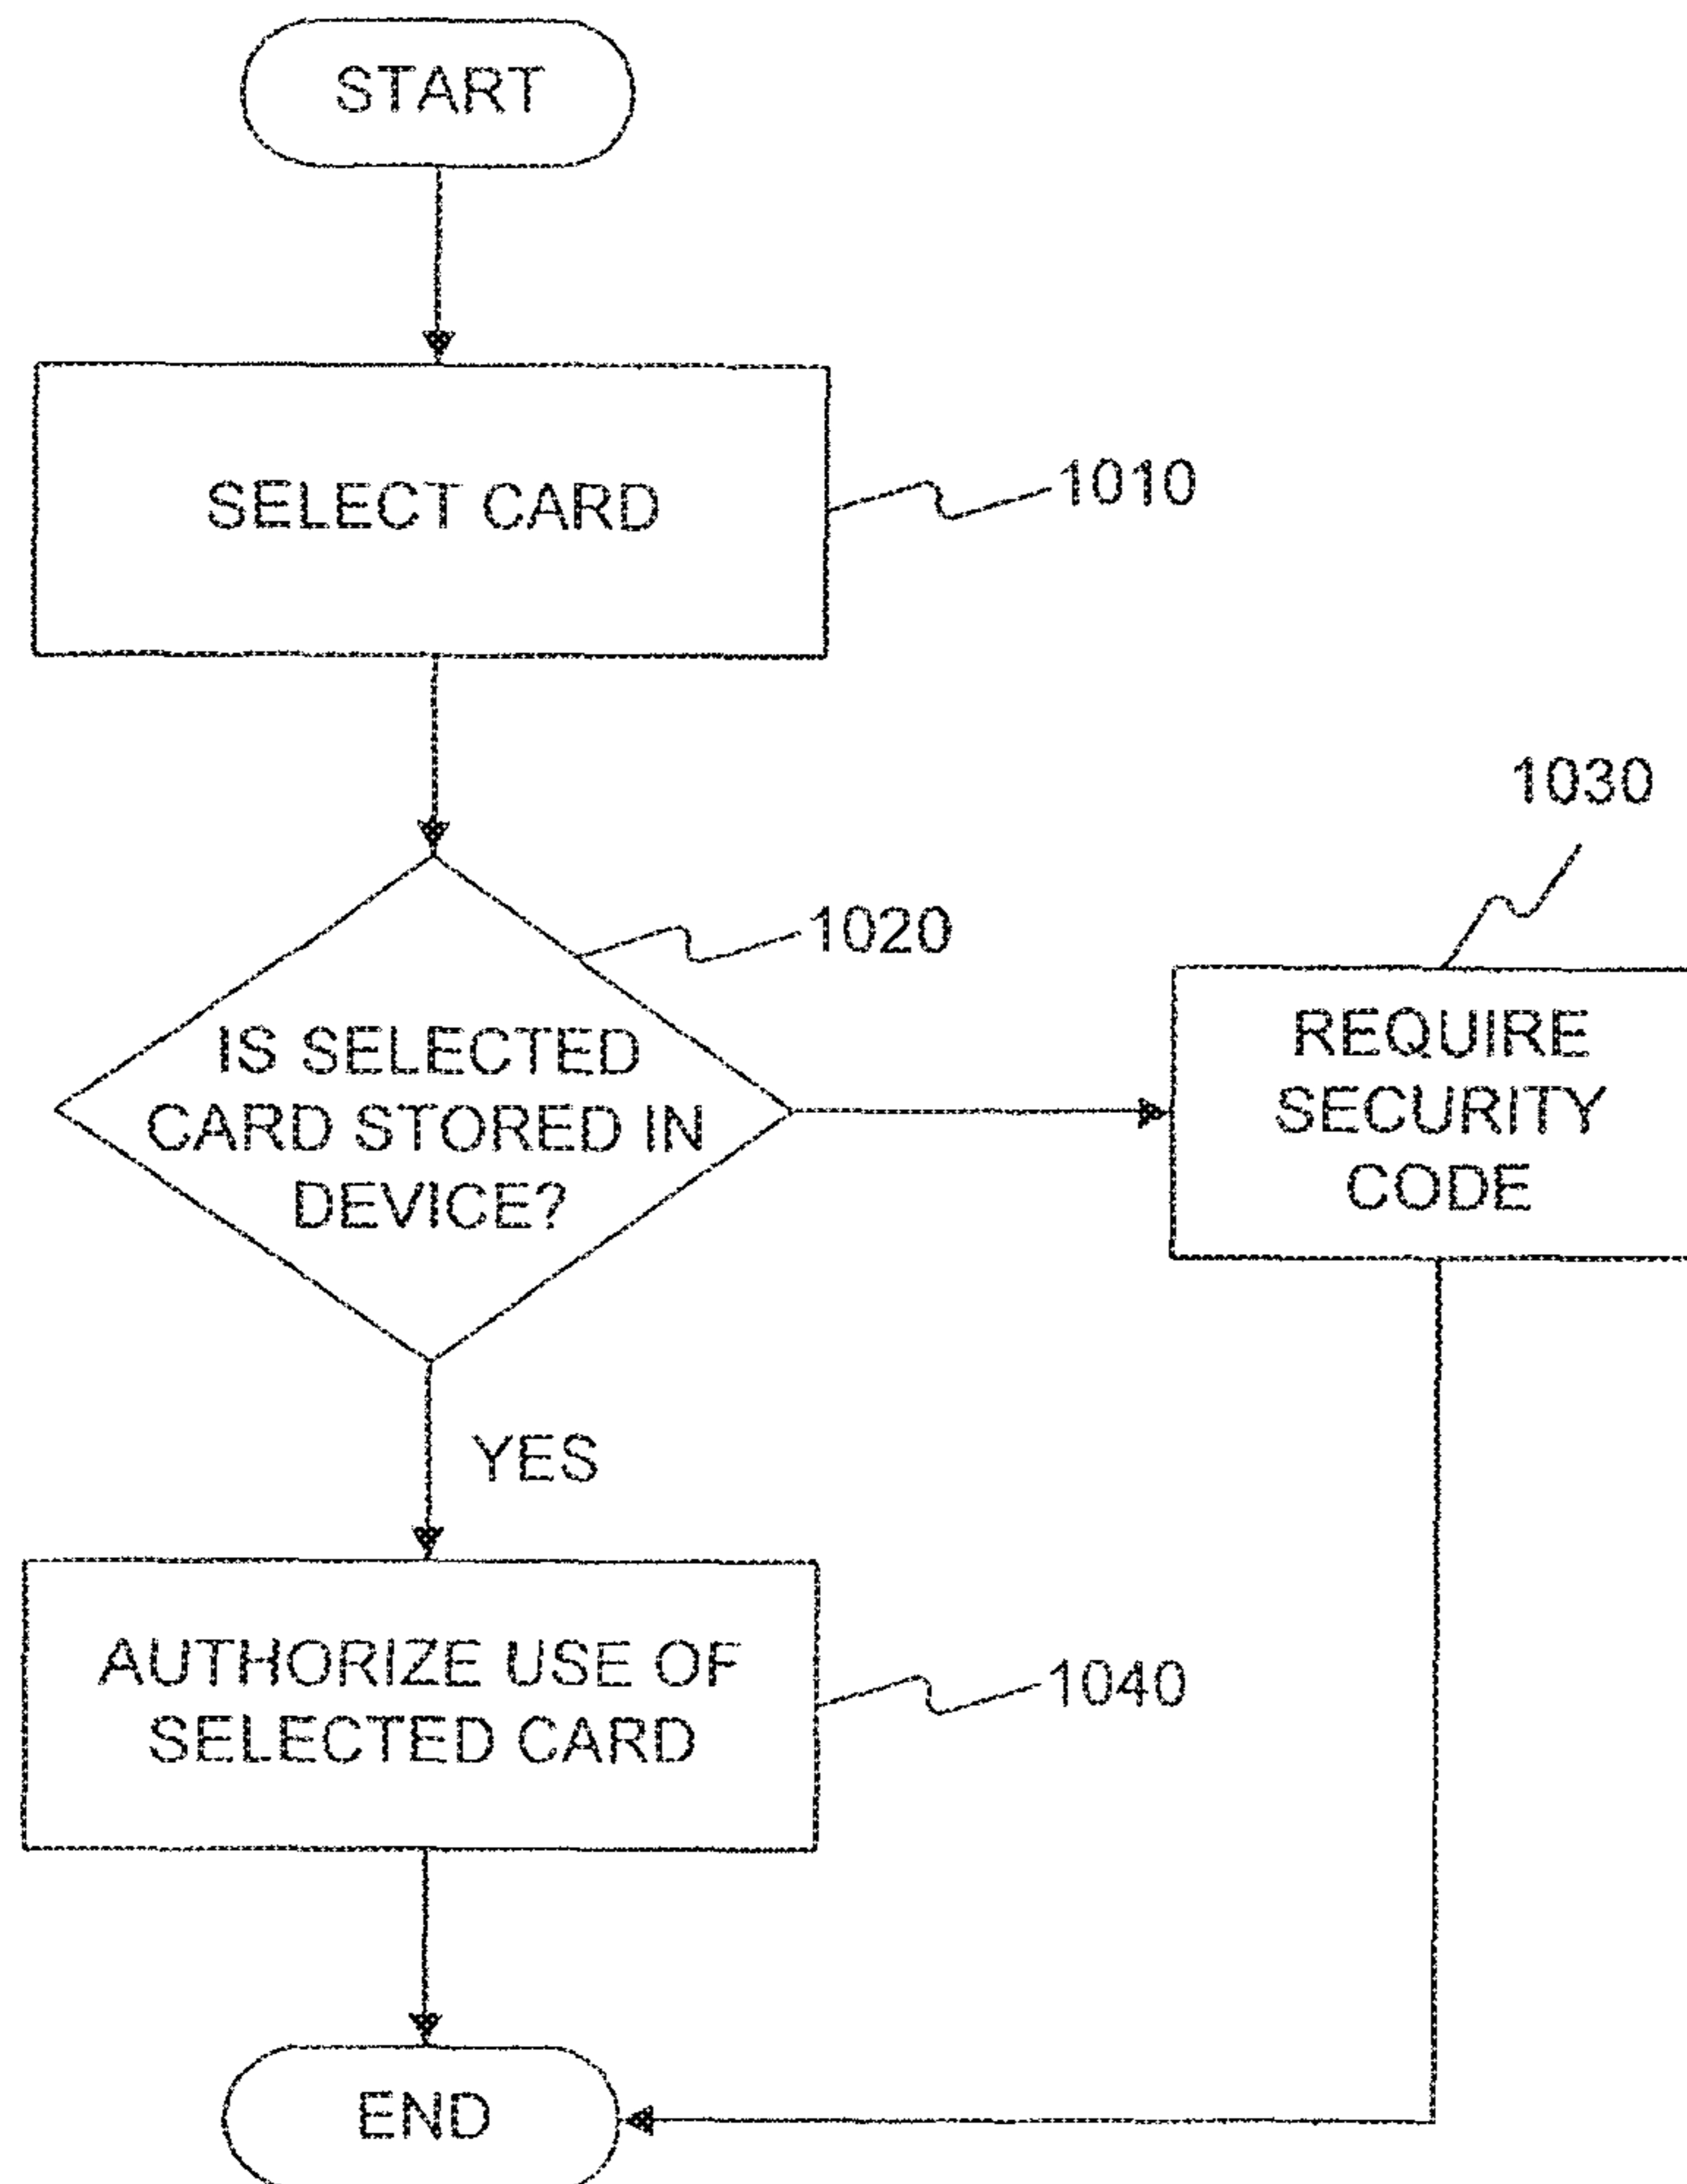 START
SELECT CARD
1010
1030
1020
IS SELECTED
CARD STORED IN
DEVICE?
REQUIRE
SECURITY
CODE
YES
AUTHORIZE USE OF
SELECTED CARD
1040
END